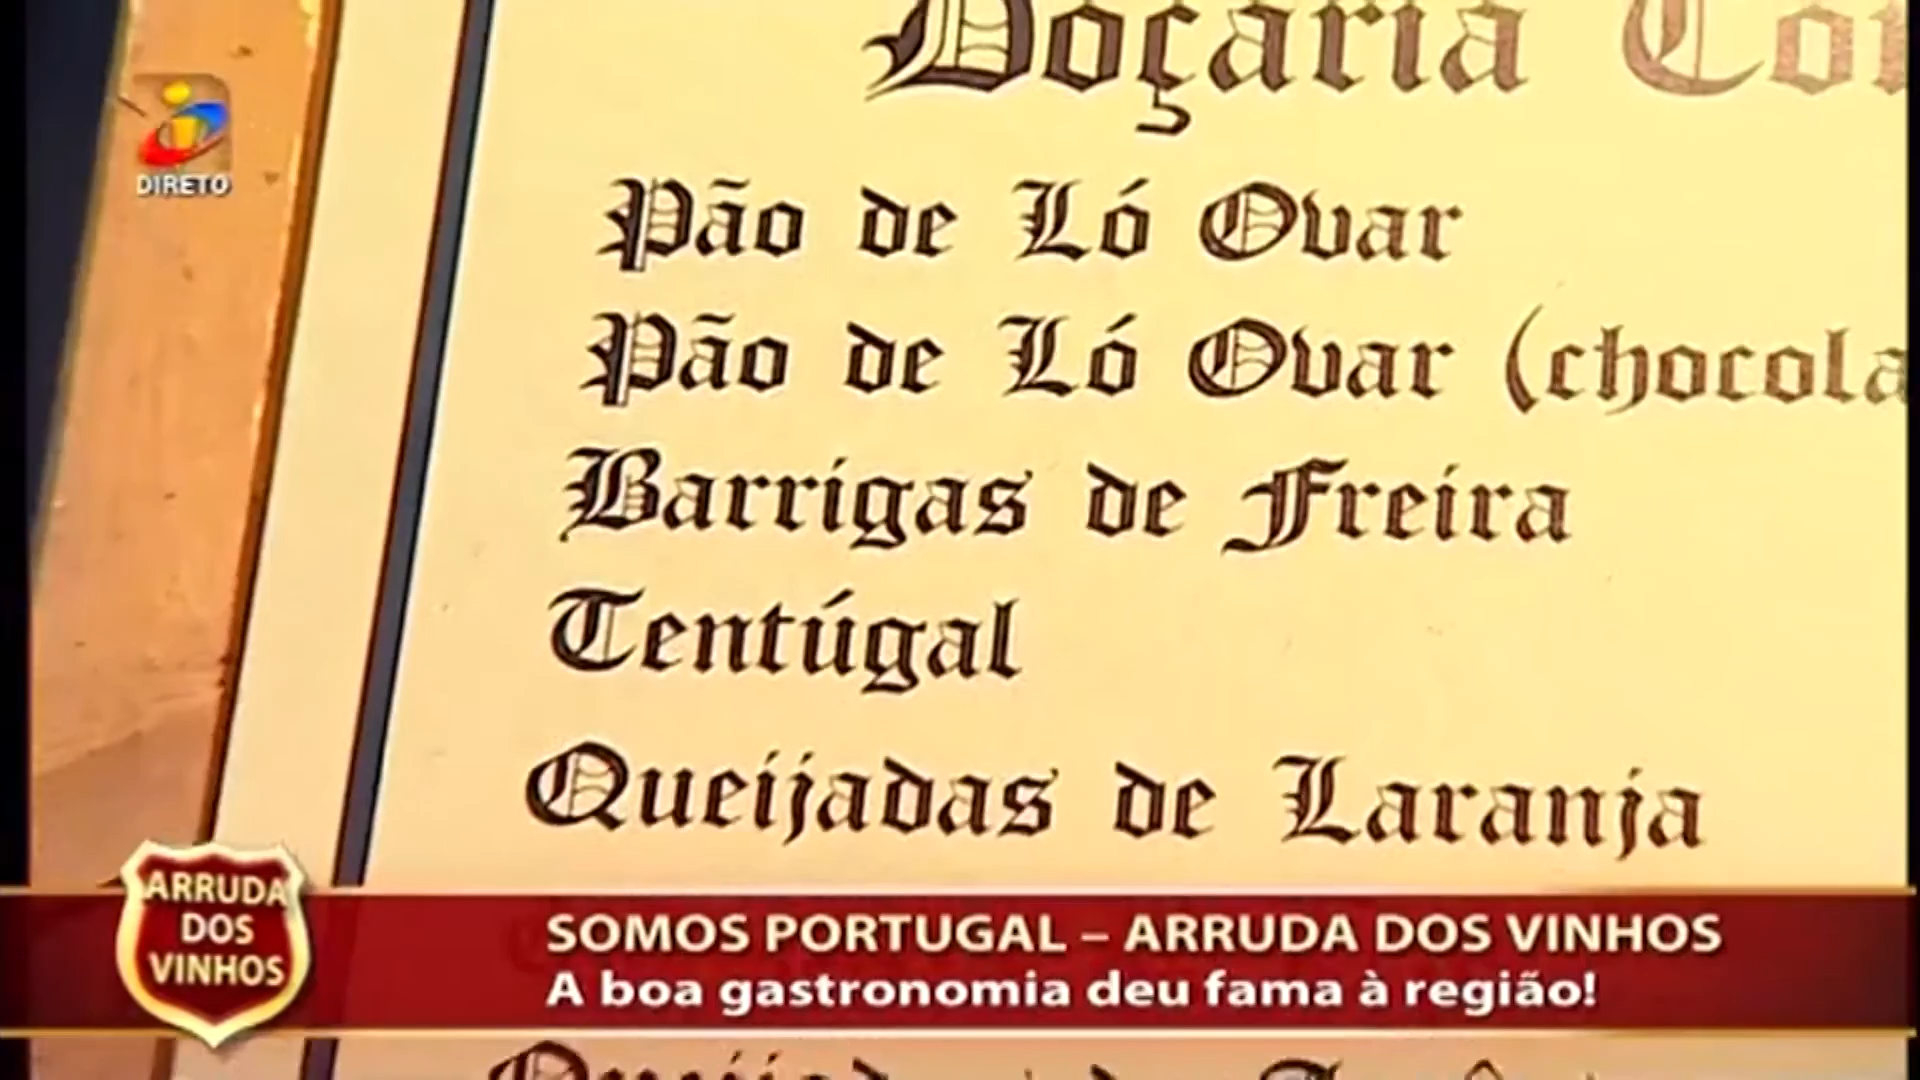 Doçaria
DIRETO
Pão de Ló Ovar
Pão de Ló Ovar (chocola
Barrigas de Freira
Tentúgal
Queijadas de Laranja
ARRUDA
DOS
VINHOS
SOMOS PORTUGAL – ARRUDA DOS VINHOS
A boa gastronomia deu fama à região!